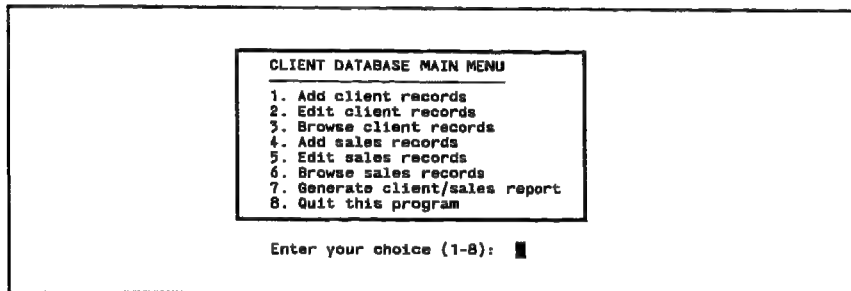 CLIENT DATABASE MAIN MENU
1. Add client records
2. Edit client records
3. Browse client records
4. Add sales records
5. Edit sales records
6. Browse sales records
7. Generate client/sales report
8. Quit this program
Enter your choice (1-8):